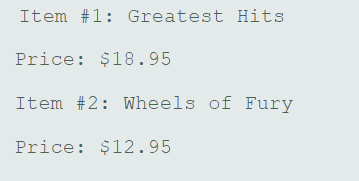 Item #1: Greatest Hits
Price: $18.95
Item #2: Wheels of Fury
Price: $12.95